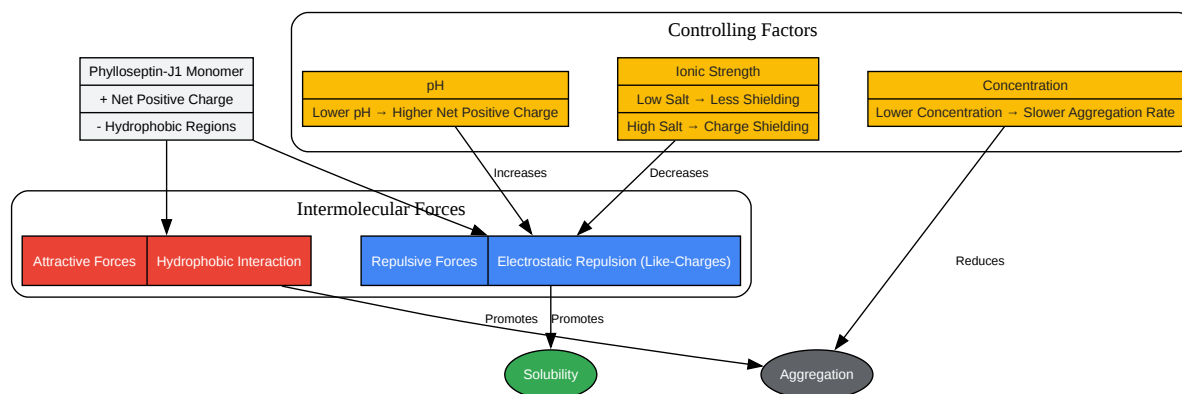 Controlling Factors
Phylloseptin-J1 Monomer
+ Net Positive Charge
- Hydrophobic Regions
pH
Lower pH → Higher Net Positive Charge
Ionic Strength
Low Salt → Less Shielding
High Salt → Charge Shielding
Concentration
Lower Concentration → Slower Aggregation Rate
Increases
Decreases
Intermolecular Forces
Attractive Forces
Hydrophobic Interaction
Repulsive Forces
Electrostatic Repulsion (Like-Charges)
Reduces
Promotes
Promotes
Solubility
Aggregation